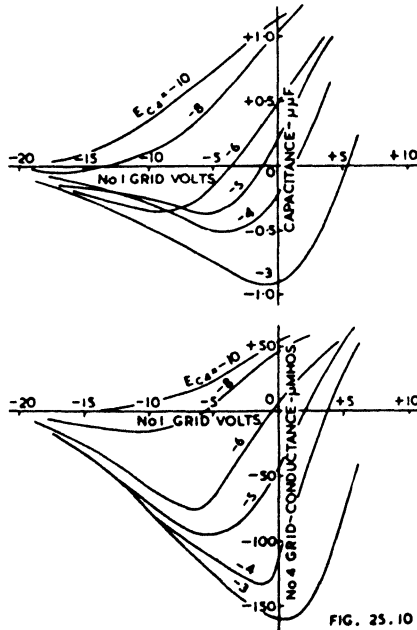 +1·0
Ec4=-10
-8
CAPACITANCE-μμF
+0·5
-6
-20 -15 -10 -5 0 +5 +10
No 1 GRID VOLTS
-5
-4
-0·5
-3
-1·0
+50
Ec4=-10
-8
No 4 GRID-CONDUCTANCE-μMHOS
-20 -15 -10 -5 0 +5 +10
No 1 GRID VOLTS
-6
-50
-5
-100
-4
-3
-150
FIG. 25.10